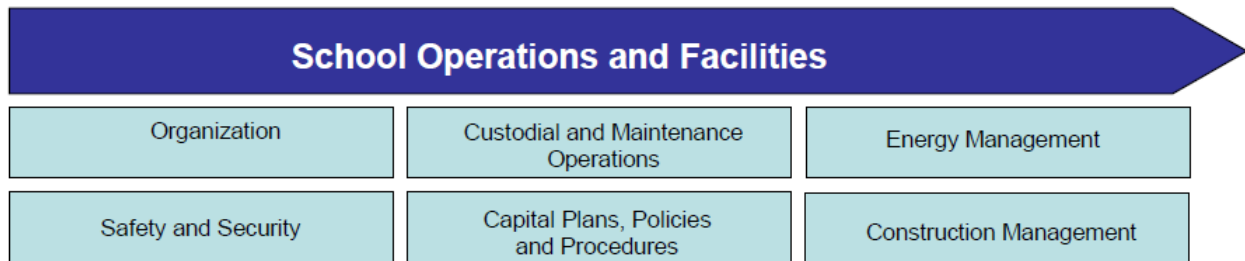 School Operations and Facilities
Organization
Custodial and Maintenance
Operations
Energy Management
Safety and Security
Capital Plans, Policies
and Procedures
Construction Management